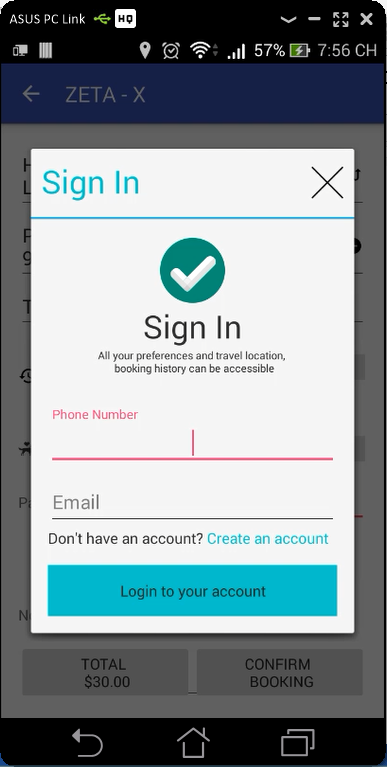 ASUS PC Link HQ
57% 7:56 CH
ZETA - X
Sign In
Sign In
All your preferences and travel location,
booking history can be accessible
Phone Number
Email
Don't have an account? Create an account
Login to your account
TOTAL
$30.00
CONFIRM
BOOKING